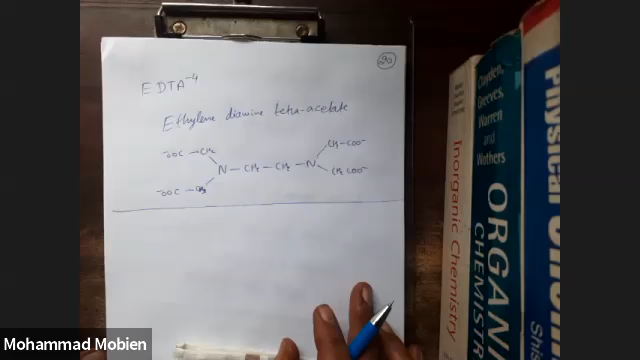 90
EDTA⁻⁴
Ethylene diamine tetra-acetate
⁻OOC — CH₂
CH₂—COO⁻
N — CH₂ — CH₂ — N
⁻OOC — CH₂
CH₂ COO⁻
Inorganic Chemistry
Clayden,
Greeves,
Warren
and
Wothers
ORGANIC
CHEMISTRY
Physical
Mohammad Mobien